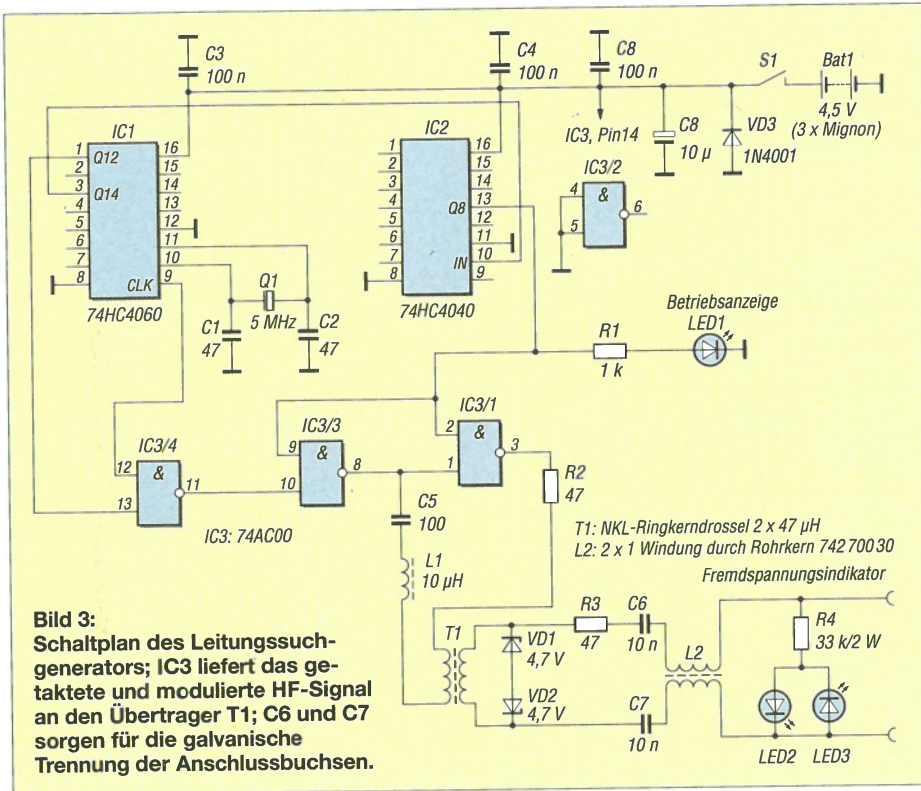 C3
100 n
C4
100 n
C8
100 n
S1
Bat1
4,5 V
(3 x Mignon)
IC3, Pin14
C8
10 µ
VD3
1N4001
IC1
1 Q12 16
2 15
3 Q14 14
4 13
5 12
6 11
7 10
8 CLK 9
74HC4060
IC2
1 16
2 15
3 14
4 Q8 13
5 12
6 11
7 IN 10
8 9
74HC4040
IC3/2
4 & 6
5
Q1
5 MHz
C1
47
C2
47
Betriebsanzeige
LED1
R1
1 k
IC3/4
12 & 11
13
IC3/3
9 & 8
10
IC3/1
2 & 3
1
IC3: 74AC00
R2
47
C5
100
L1
10 µH
T1: NKL-Ringkerndrossel 2 x 47 µH
L2: 2 x 1 Windung durch Rohrkern 742 700 30
Fremdspannungsindikator
T1
VD1
4,7 V
VD2
4,7 V
R3
47
C6
10 n
C7
10 n
L2
R4
33 k/2 W
LED2 LED3
Bild 3:
Schaltplan des Leitungssuch-
generators; IC3 liefert das ge-
taktete und modulierte HF-Signal
an den Übertrager T1; C6 und C7
sorgen für die galvanische
Trennung der Anschlussbuchsen.